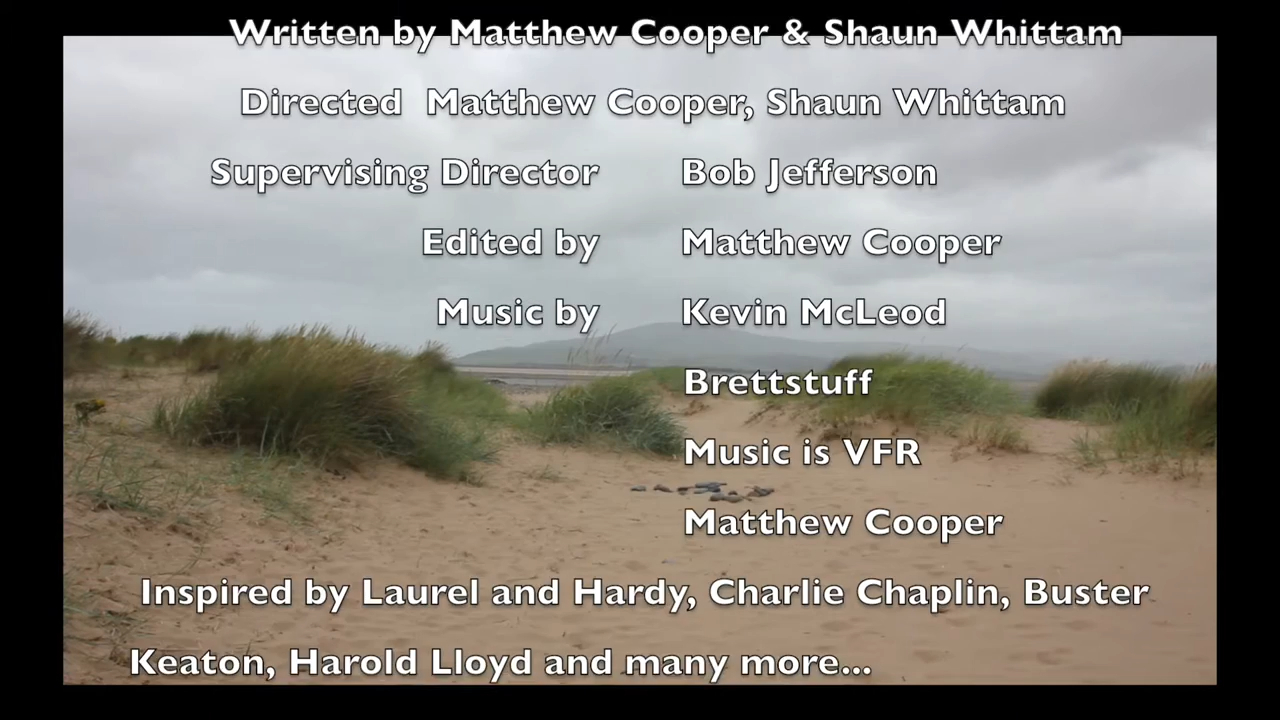 Written by Matthew Cooper & Shaun Whittam
Directed  Matthew Cooper, Shaun Whittam
Supervising Director Bob Jefferson
Edited by Matthew Cooper
Music by Kevin McLeod
Brettstuff
Music is VFR
Matthew Cooper
Inspired by Laurel and Hardy, Charlie Chaplin, Buster
Keaton, Harold Lloyd and many more...